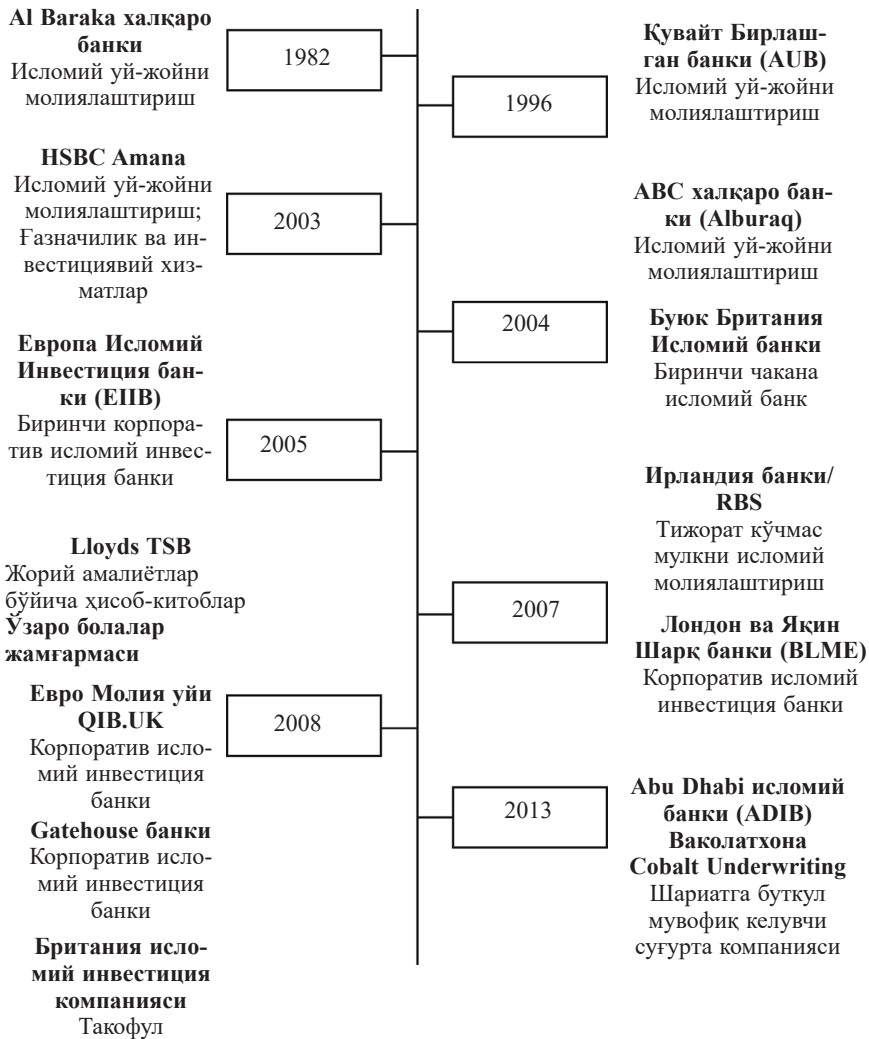 Al Baraka халқаро
банки
Исломий уй-жойни
молиялаштириш
1982
Қувайт Бирлаш-
ган банки (AUB)
Исломий уй-жойни
молиялаштириш
1996
HSBC Amana
Исломий уй-жойни
молиялаштириш;
Ғазначилик ва ин-
вестициявий хиз-
матлар
2003
ABC халқаро бан-
ки (Alburaq)
Исломий уй-жойни
молиялаштириш
Буюк Британия
Исломий банки
Биринчи чакана
исломий банк
2004
Европа Исломий
Инвестиция бан-
ки (EIIB)
Биринчи корпора-
тив исломий инвес-
тиция банки
2005
Ирландия банки/
RBS
Тижорат кўчмас
мулкни исломий
молиялаштириш
Лондон ва Яқин
Шарқ банки (BLME)
Корпоратив исломий
инвестиция банки
2007
Lloyds TSB
Жорий амалиётлар
бўйича ҳисоб-китоблар
Ўзаро болалар
жамғармаси
Евро Молия уйи
QIB.UK
Корпоратив исло-
мий инвестиция
банки
Gatehouse банки
Корпоратив исло-
мий инвестиция
банки
Британия исло-
мий инвестиция
компанияси
Такофул
2008
2013
Abu Dhabi исломий
банки (ADIB)
Ваколатхона
Cobalt Underwriting
Шариатга буткул
мувофиқ келувчи
суғурта компанияси